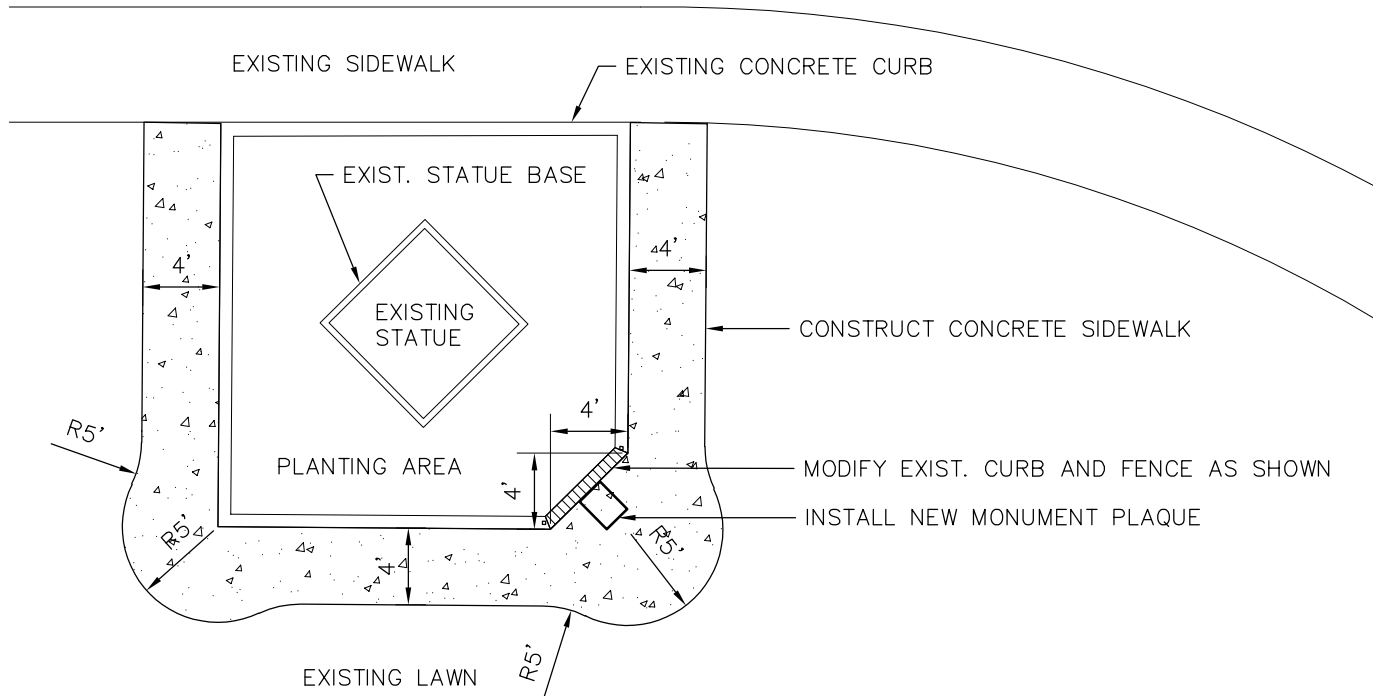 EXISTING SIDEWALK
EXISTING CONCRETE CURB
EXIST. STATUE BASE
4'
4'
EXISTING
STATUE
CONSTRUCT CONCRETE SIDEWALK
4'
R5'
PLANTING AREA
4'
MODIFY EXIST. CURB AND FENCE AS SHOWN
INSTALL NEW MONUMENT PLAQUE
R5'
R5'
4'
R5'
EXISTING LAWN